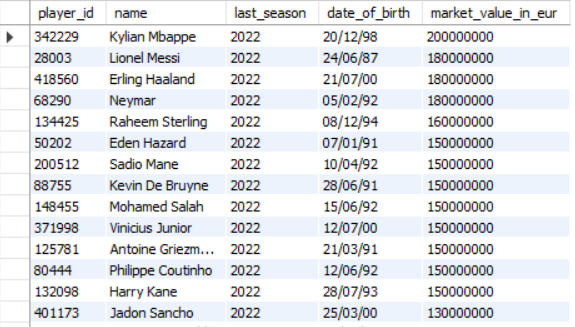 player_id name last_season date_of_birth market_value_in_eur
342229 Kylian Mbappe 2022 20/12/98 200000000
28003 Lionel Messi 2022 24/06/87 180000000
418560 Erling Haaland 2022 21/07/00 180000000
68290 Neymar 2022 05/02/92 180000000
134425 Raheem Sterling 2022 08/12/94 160000000
50202 Eden Hazard 2022 07/01/91 150000000
200512 Sadio Mane 2022 10/04/92 150000000
88755 Kevin De Bruyne 2022 28/06/91 150000000
148455 Mohamed Salah 2022 15/06/92 150000000
371998 Vinicius Junior 2022 12/07/00 150000000
125781 Antoine Griezm... 2022 21/03/91 150000000
80444 Philippe Coutinho 2022 12/06/92 150000000
132098 Harry Kane 2022 28/07/93 150000000
401173 Jadon Sancho 2022 25/03/00 130000000